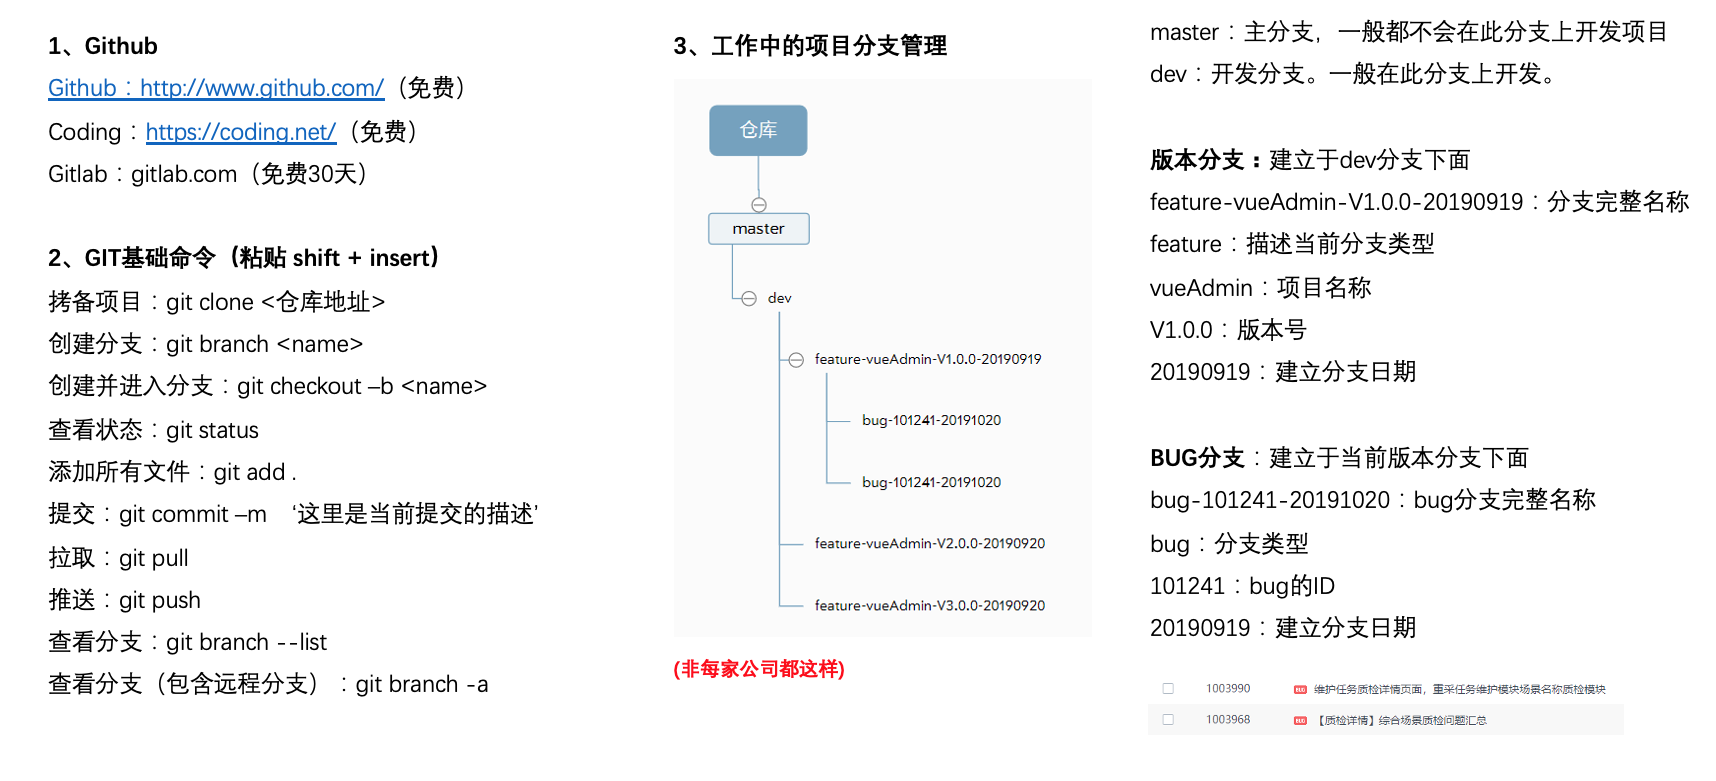 1、Github
Github：http://www.github.com/（免费）
Coding：https://coding.net/（免费）
Gitlab：gitlab.com（免费30天）
2、GIT基础命令（粘贴 shift + insert）
拷备项目：git clone <仓库地址>
创建分支：git branch <name>
创建并进入分支：git checkout –b <name>
查看状态：git status
添加所有文件：git add .
提交：git commit –m ‘这里是当前提交的描述’
拉取：git pull
推送：git push
查看分支：git branch --list
查看分支（包含远程分支）：git branch -a
3、工作中的项目分支管理
仓库
master
dev
feature-vueAdmin-V1.0.0-20190919
bug-101241-20191020
bug-101241-20191020
feature-vueAdmin-V2.0.0-20190920
feature-vueAdmin-V3.0.0-20190920
(非每家公司都这样)
master：主分支，一般都不会在此分支上开发项目
dev：开发分支。一般在此分支上开发。
版本分支：建立于dev分支下面
feature-vueAdmin-V1.0.0-20190919：分支完整名称
feature：描述当前分支类型
vueAdmin：项目名称
V1.0.0：版本号
20190919：建立分支日期
BUG分支：建立于当前版本分支下面
bug-101241-20191020：bug分支完整名称
bug：分支类型
101241：bug的ID
20190919：建立分支日期
1003990 BUG 维护任务质检详情页面，重采任务维护模块场景名称质检模块
1003968 BUG 【质检详情】综合场景质检问题汇总